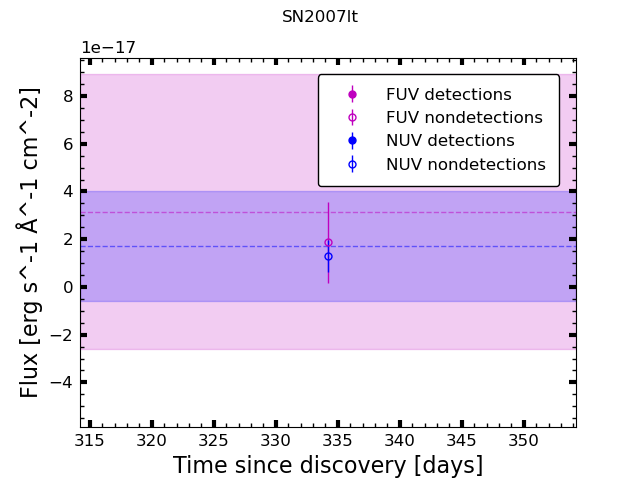 SN2007lt
1e−17
Flux [erg s^-1 Å^-1 cm^-2]
8
6
4
2
0
−2
−4
FUV detections
FUV nondetections
NUV detections
NUV nondetections
315 320 325 330 335 340 345 350
Time since discovery [days]